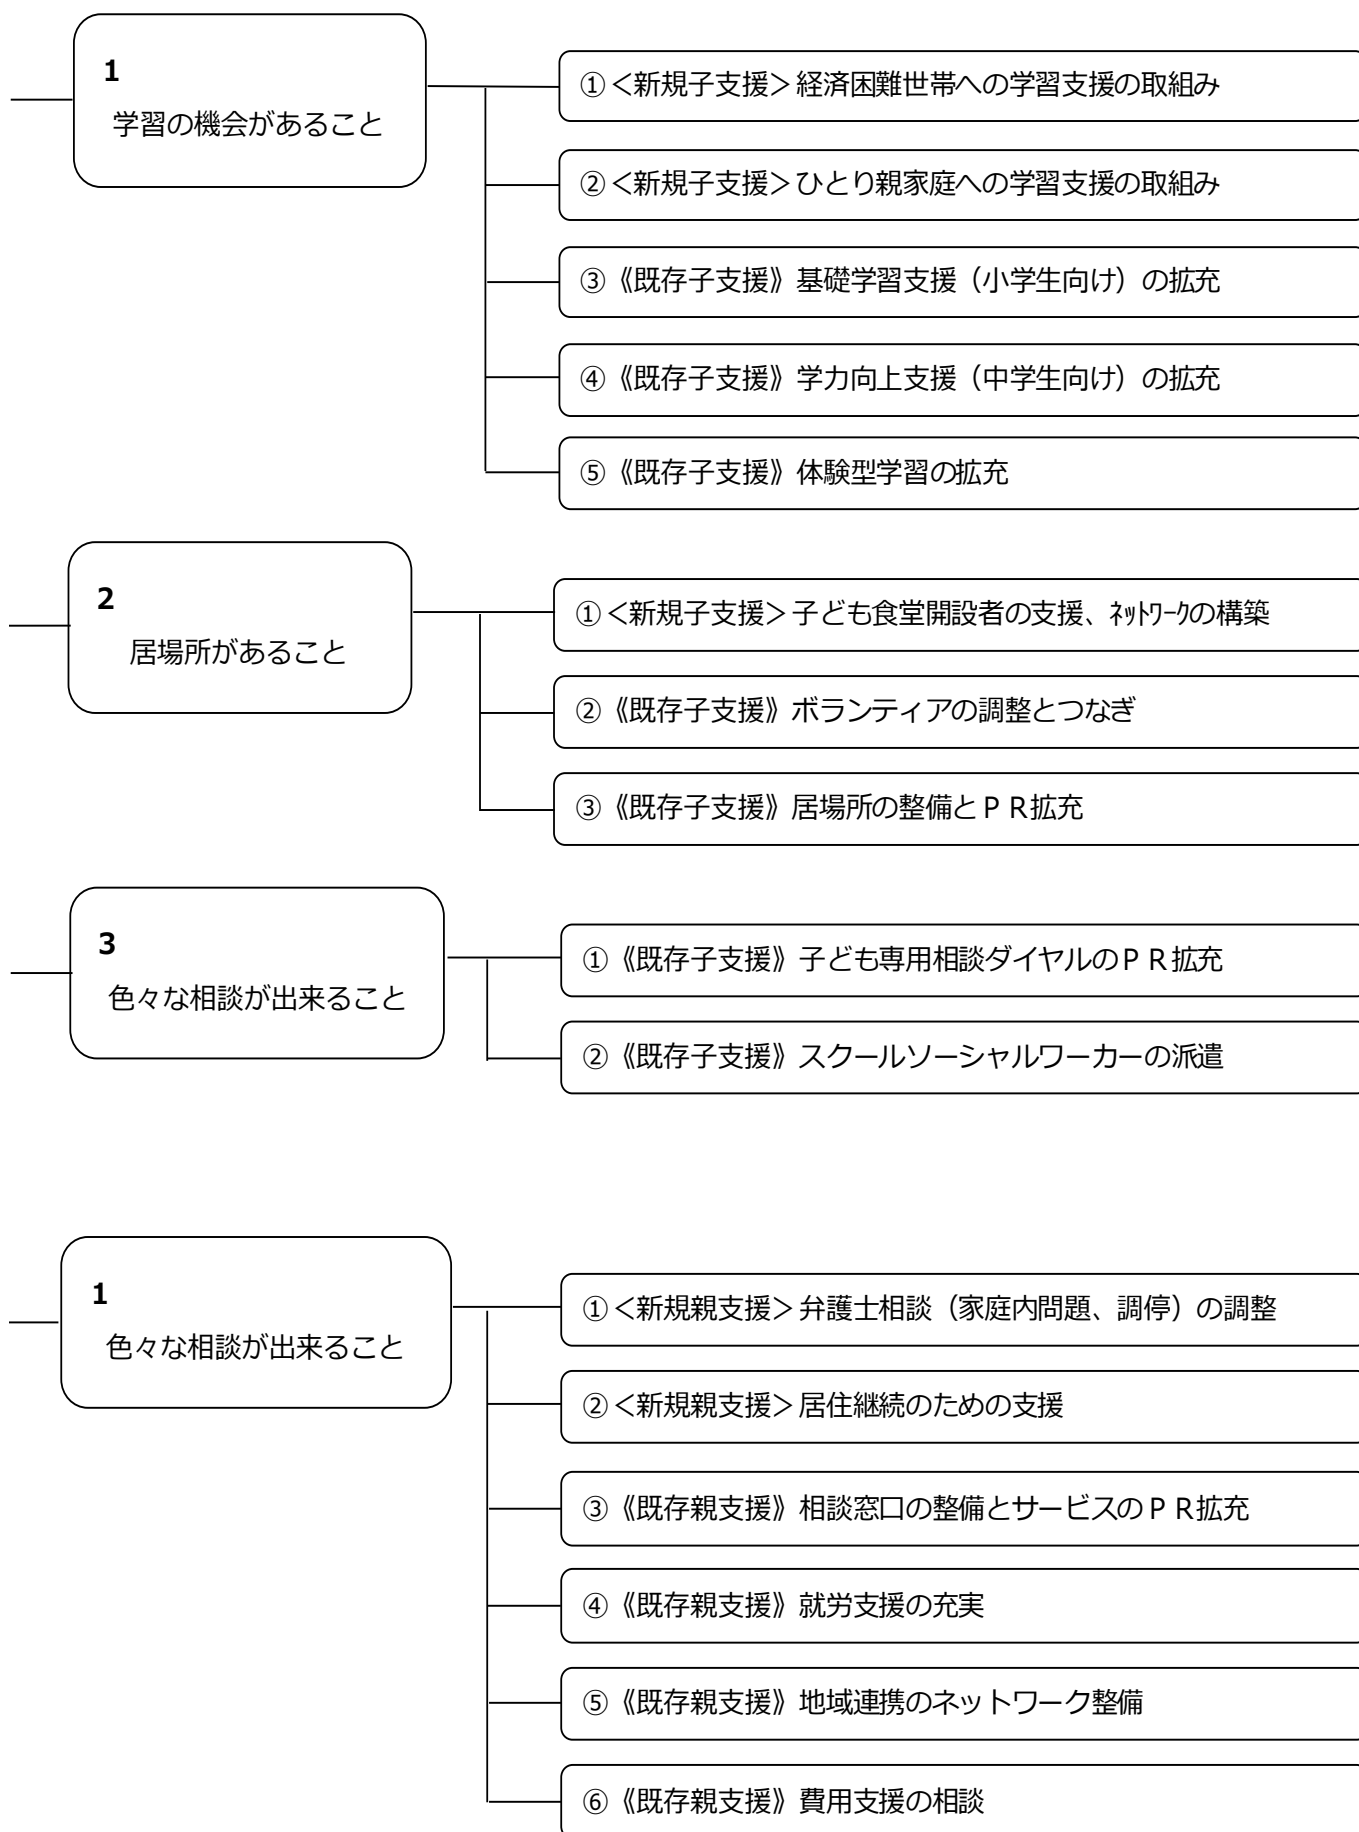 1
学習の機会があること
①＜新規子支援＞経済困難世帯への学習支援の取組み
②＜新規子支援＞ひとり親家庭への学習支援の取組み
③《既存子支援》基礎学習支援（小学生向け）の拡充
④《既存子支援》学力向上支援（中学生向け）の拡充
⑤《既存子支援》体験型学習の拡充
2
居場所があること
①＜新規子支援＞子ども食堂開設者の支援、ﾈｯﾄﾜｰｸの構築
②《既存子支援》ボランティアの調整とつなぎ
③《既存子支援》居場所の整備とＰＲ拡充
3
色々な相談が出来ること
①《既存子支援》子ども専用相談ダイヤルのＰＲ拡充
②《既存子支援》スクールソーシャルワーカーの派遣
1
色々な相談が出来ること
①＜新規親支援＞弁護士相談（家庭内問題、調停）の調整
②＜新規親支援＞居住継続のための支援
③《既存親支援》相談窓口の整備とサービスのＰＲ拡充
④《既存親支援》就労支援の充実
⑤《既存親支援》地域連携のネットワーク整備
⑥《既存親支援》費用支援の相談